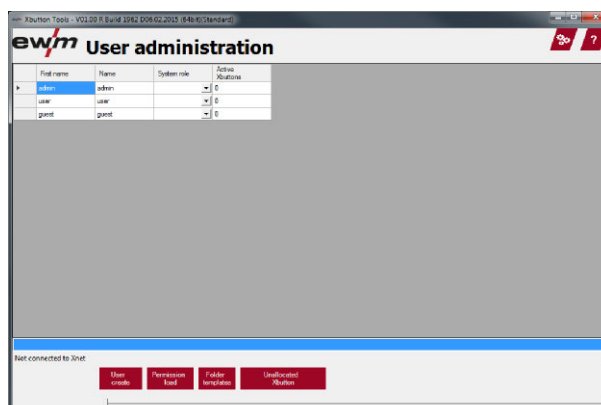 Xbutton Tools - V01.00 R Build 1962 D06.02.2015 (64bit)(Standard)
ewm User administration
?
First name Name System role Active
Xbuttons
admin admin 0
user user 0
guest guest 0
Not connected to Xnet
User Permission Folder Unallocated
create load templates Xbutton